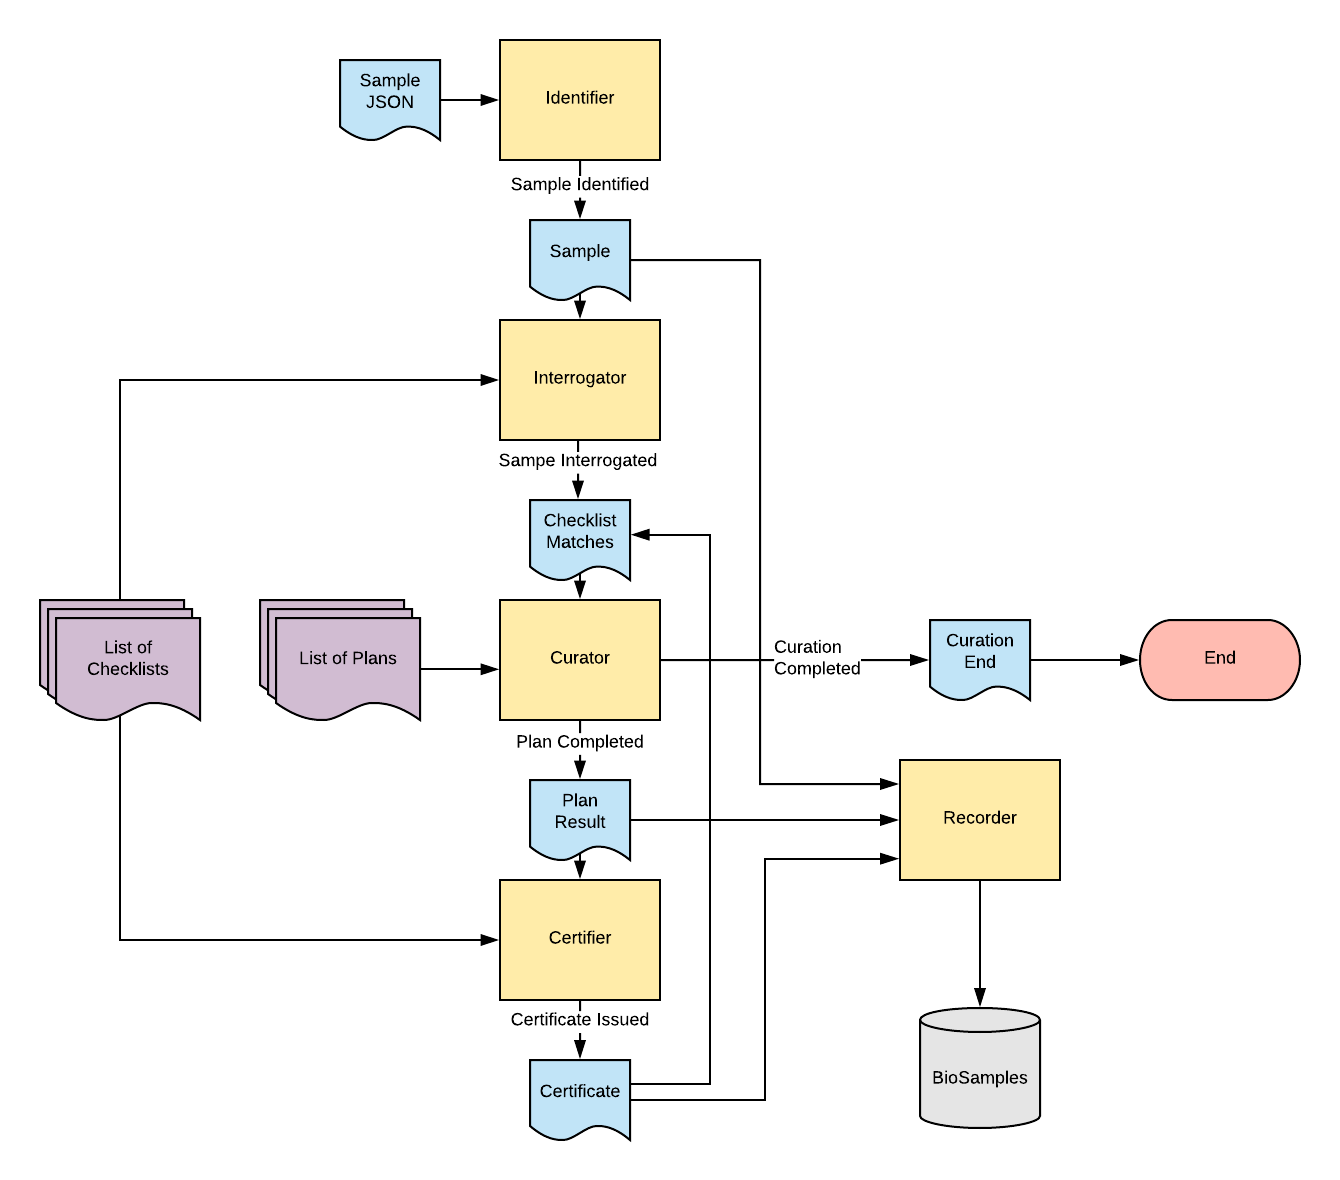 Sample
JSON
Identifier
Sample Identified
Sample
Interrogator
Sampe Interrogated
Checklist
Matches
List of
Checklists
List of Plans
Curator
Curation
Completed
Curation
End
End
Plan Completed
Plan
Result
Recorder
Certifier
Certificate Issued
Certificate
BioSamples